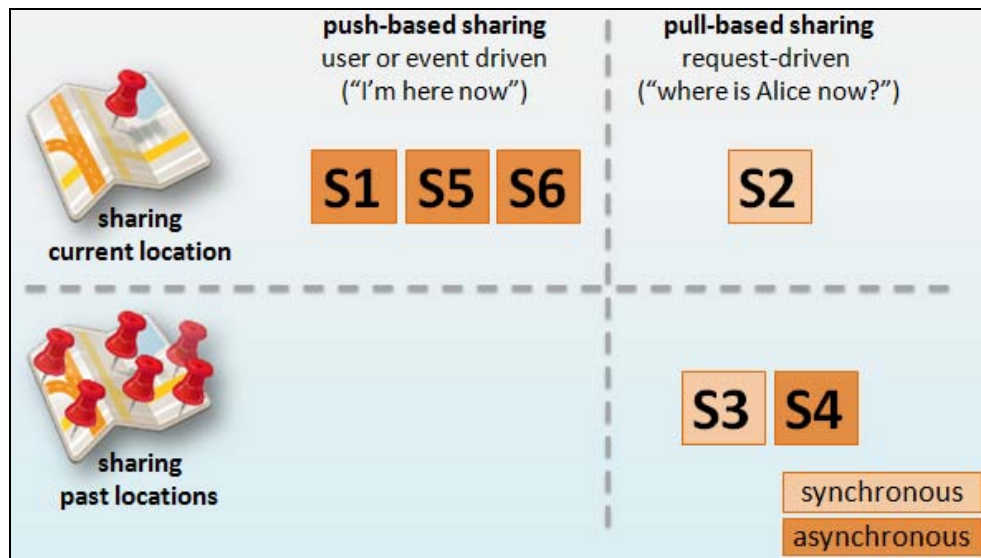 push-based sharing
user or event driven
(“I’m here now”)
pull-based sharing
request-driven
(“where is Alice now?”)
sharing
current location
S1 S5 S6
S2
sharing
past locations
S3 S4
synchronous
asynchronous